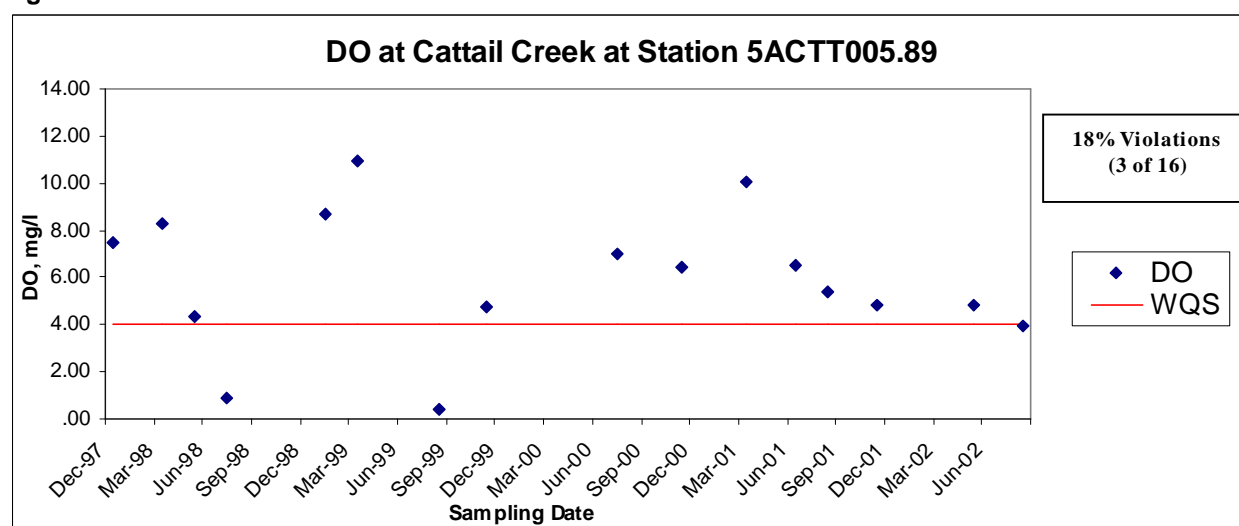 DO at Cattail Creek at Station 5ACTT005.89
14.00
12.00
10.00
8.00
6.00
4.00
2.00
.00
DO, mg/l
Dec-97
Mar-98
Jun-98
Sep-98
Dec-98
Mar-99
Jun-99
Sep-99
Dec-99
Mar-00
Jun-00
Sep-00
Dec-00
Mar-01
Jun-01
Sep-01
Dec-01
Mar-02
Jun-02
Sampling Date
18% Violations
(3 of 16)
DO
WQS